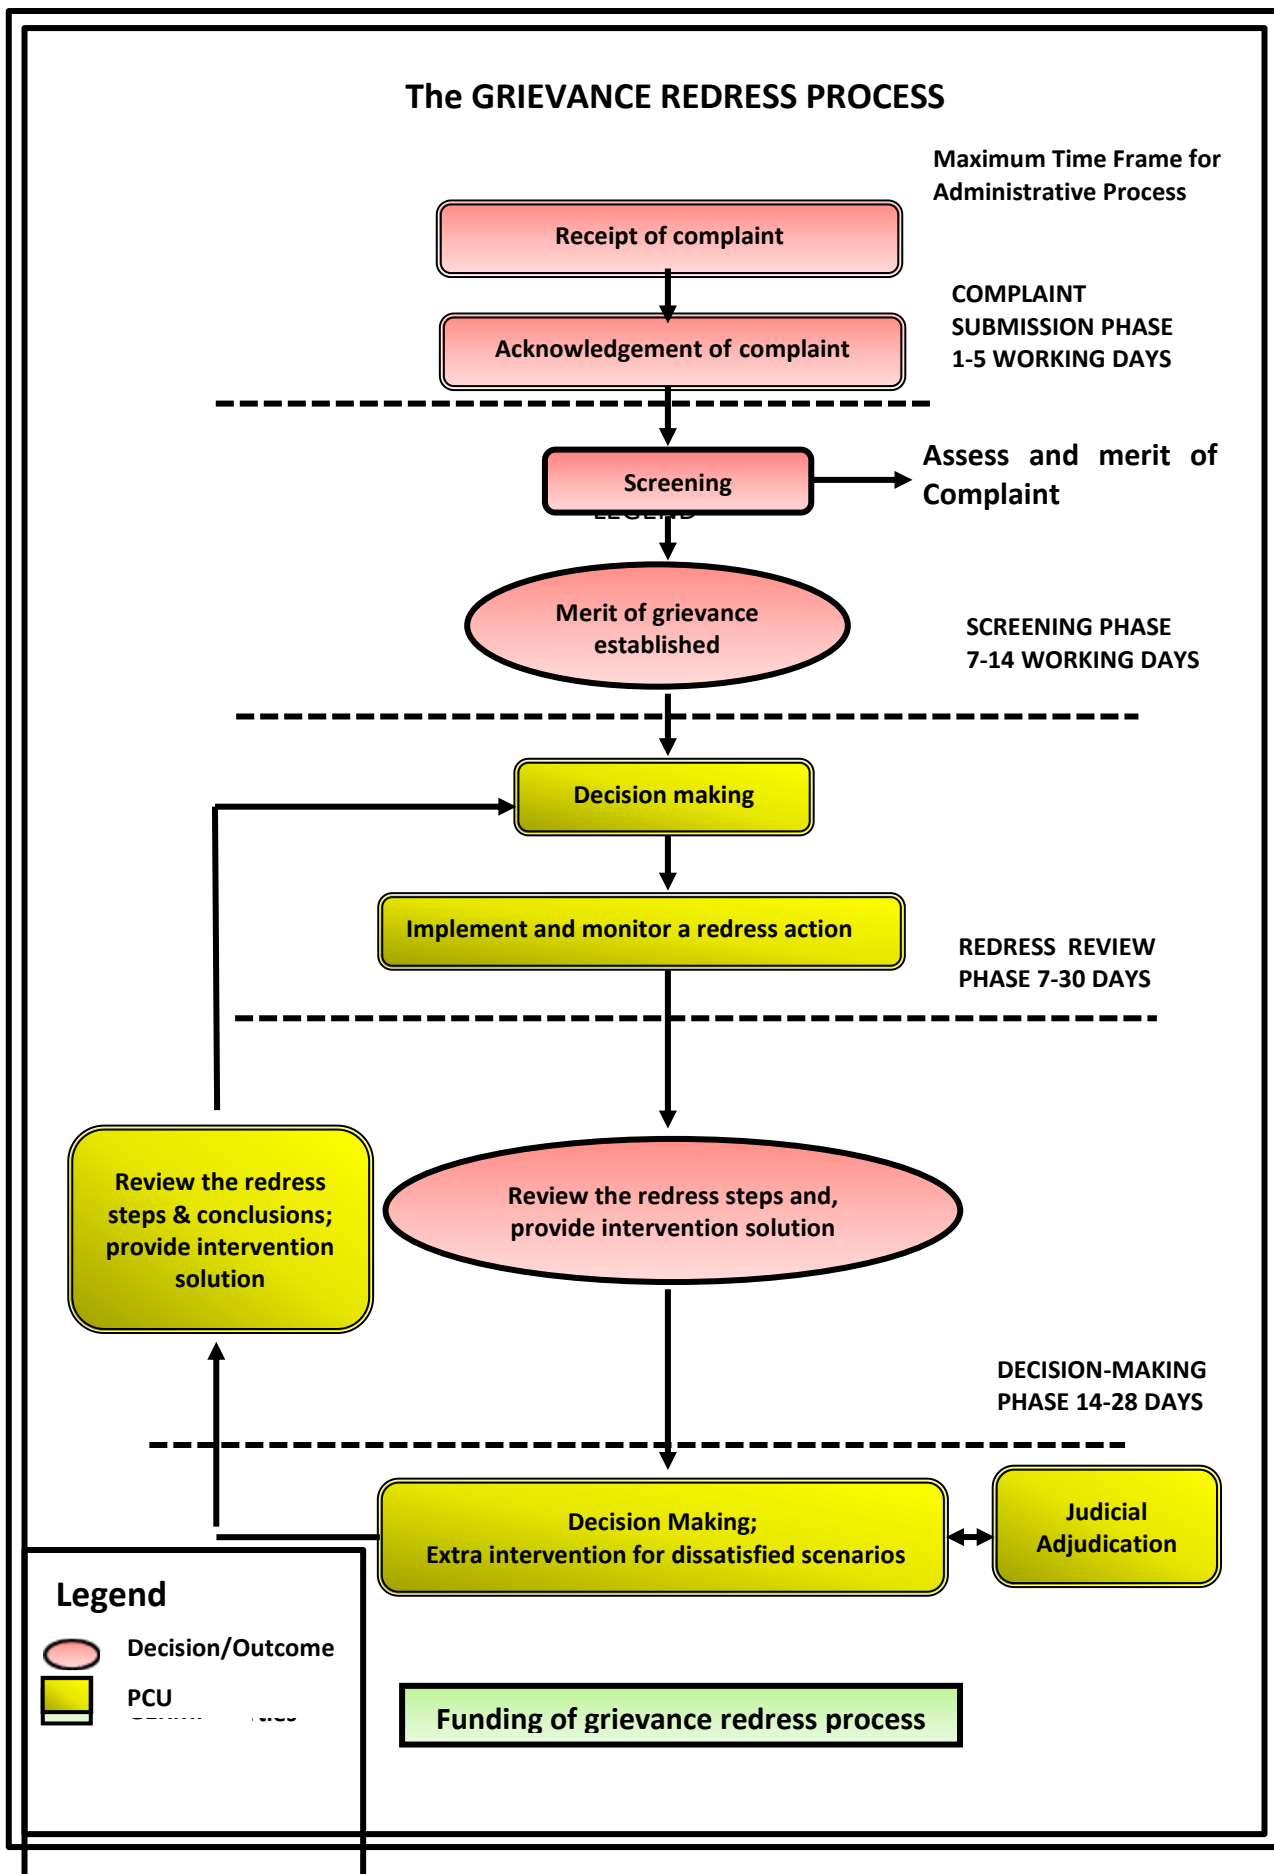 The GRIEVANCE REDRESS PROCESS
Maximum Time Frame for
Administrative Process
Receipt of complaint
COMPLAINT
SUBMISSION PHASE
1-5 WORKING DAYS
Acknowledgement of complaint
Screening
Assess and merit of
Complaint
LEGEND
Merit of grievance
established
SCREENING PHASE
7-14 WORKING DAYS
Decision making
Implement and monitor a redress action
REDRESS REVIEW
PHASE 7-30 DAYS
Review the redress
steps & conclusions;
provide intervention
solution
Review the redress steps and,
provide intervention solution
DECISION-MAKING
PHASE 14-28 DAYS
Decision Making;
Extra intervention for dissatisfied scenarios
Judicial
Adjudication
Legend
Decision/Outcome
PCU
Funding of grievance redress process